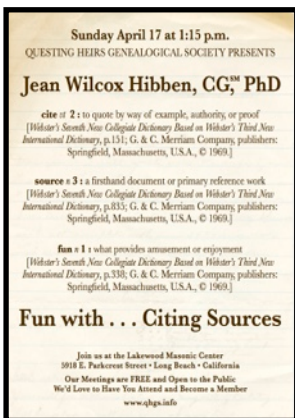 Sunday April 17 at 1:15 p.m.
QUESTING HEIRS GENEALOGICAL SOCIETY PRESENTS
Jean Wilcox Hibben, CG,℠ PhD
cite vt 2 : to quote by way of example, authority, or proof
[Webster's Seventh New Collegiate Dictionary Based on Webster's Third New
International Dictionary, p.151; G. & C. Merriam Company, publishers:
Springfield, Massachusetts, U.S.A., © 1969.]
source n 3 : a firsthand document or primary reference work
[Webster's Seventh New Collegiate Dictionary Based on Webster's Third New
International Dictionary, p.835; G. & C. Merriam Company, publishers:
Springfield, Massachusetts, U.S.A., © 1969.]
fun n 1 : what provides amusement or enjoyment
[Webster's Seventh New Collegiate Dictionary Based on Webster's Third New
International Dictionary, p.338; G. & C. Merriam Company, publishers:
Springfield, Massachusetts, U.S.A., © 1969.]
Fun with . . . Citing Sources
Join us at the Lakewood Masonic Center
5918 E. Parkcrest Street • Long Beach • California
Our Meetings are FREE and Open to the Public
We'd Love to Have You Attend and Become a Member
www.qhgs.info